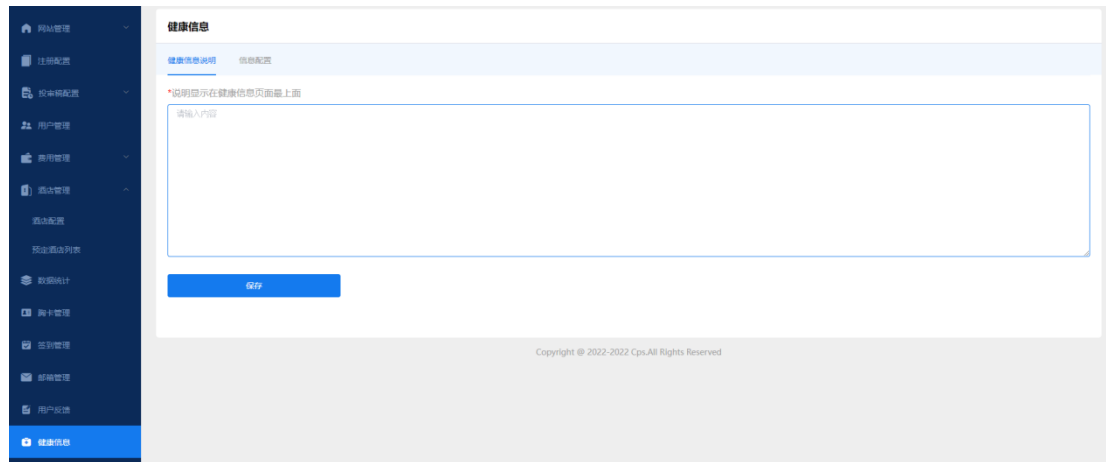 网站管理
注册配置
投审稿配置
用户管理
费用管理
酒店管理
酒店配置
预定酒店列表
数据统计
胸卡管理
签到管理
邮箱管理
用户反馈
健康信息
健康信息
健康信息说明 信息配置
*说明显示在健康信息页面最上面
请输入内容
保存
Copyright @ 2022-2022 Cps.All Rights Reserved